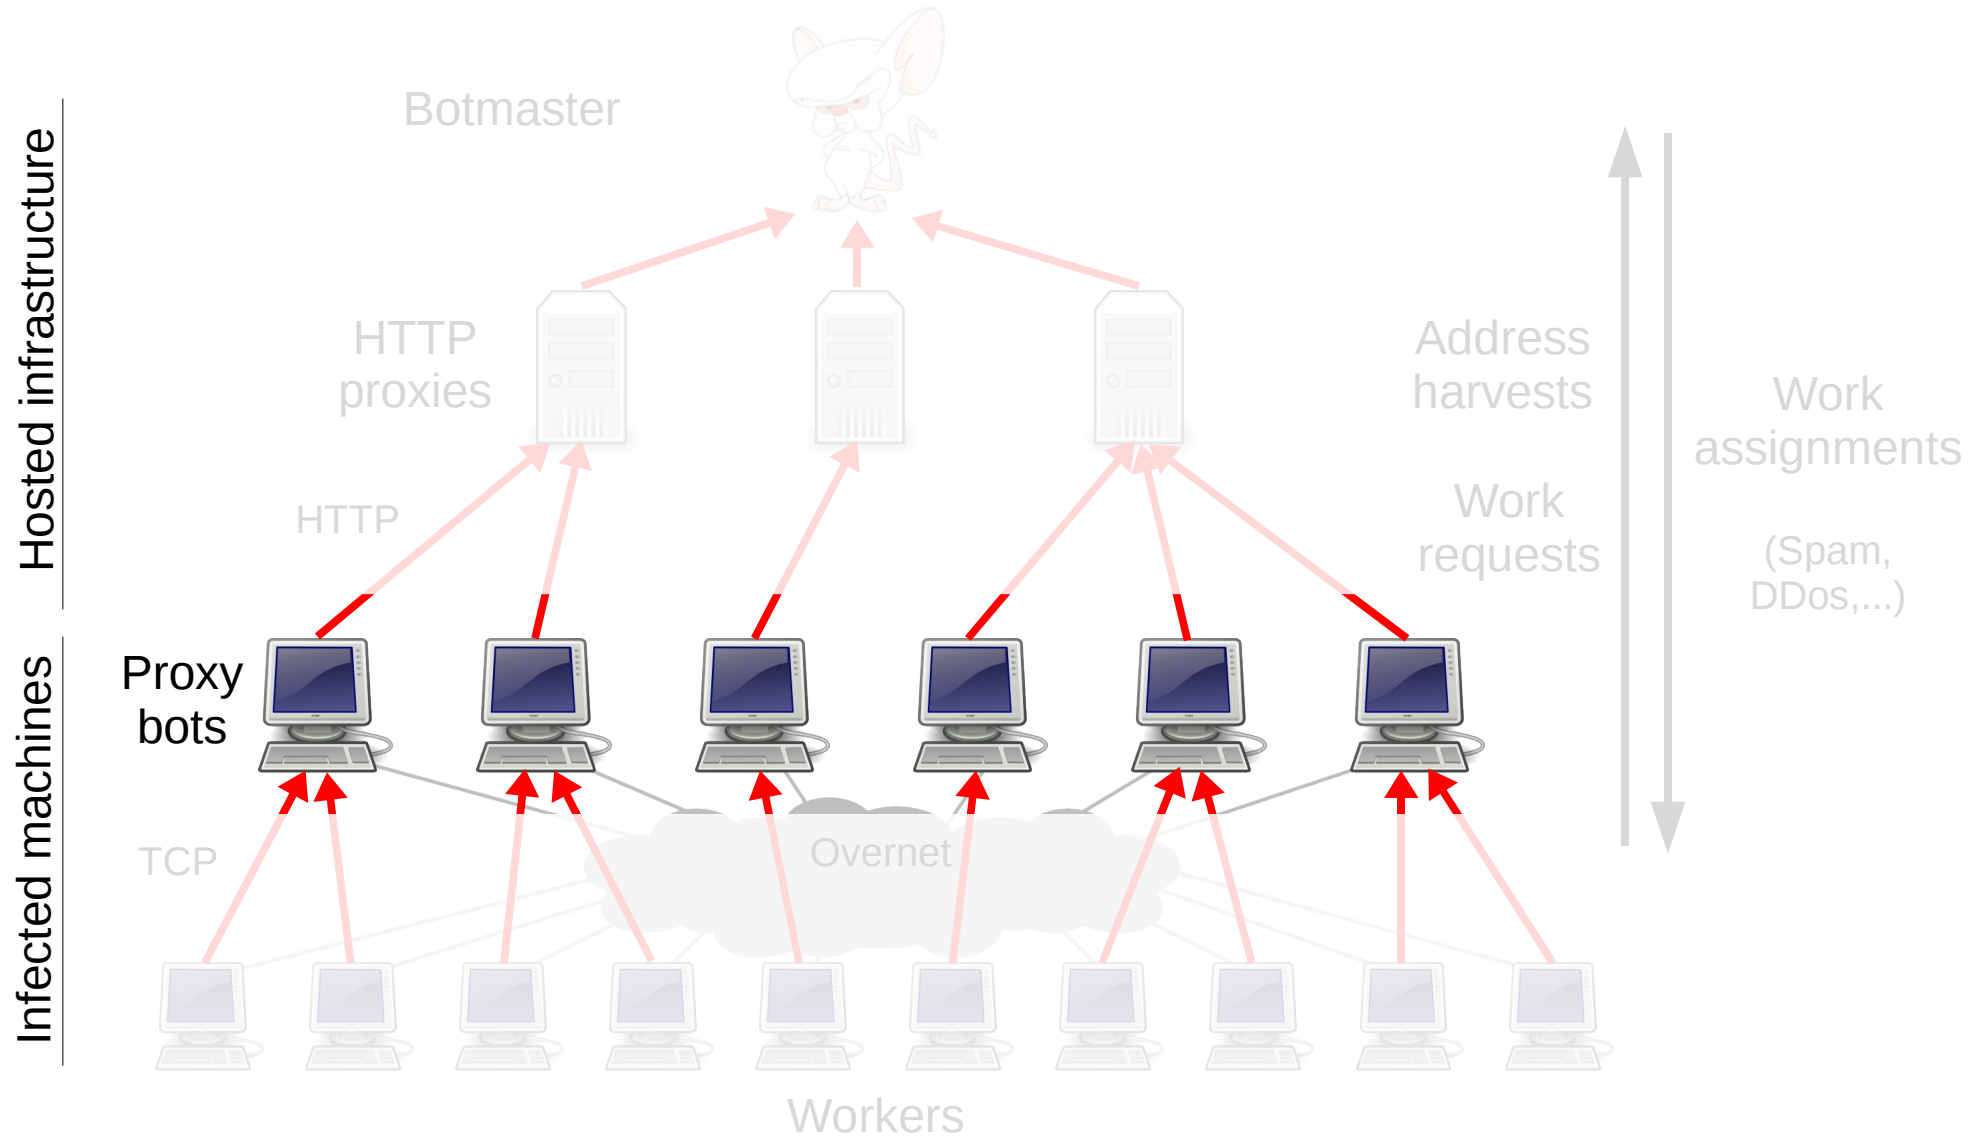 Botmaster
Hosted infrastructure
HTTP
proxies
Address
harvests
Work
assignments
HTTP
Work
requests
(Spam,
DDos,...)
Infected machines
Proxy
bots
TCP
Overnet
Workers